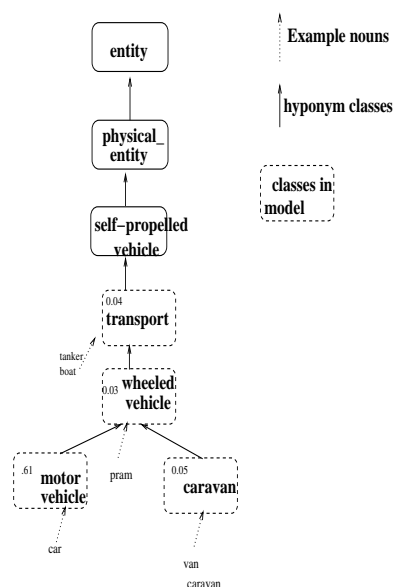 entity
physical_
entity
self-propelled
vehicle
0.04
transport
tanker
boat
0.03 wheeled
vehicle
.61
motor
vehicle
0.05
caravan
pram
car
van
caravan
Example nouns
hyponym classes
classes in
model